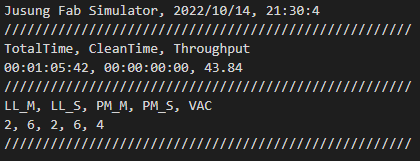 Jusung Fab Simulator, 2022/10/14, 21:30:4
////////////////////////////////////////////////////
TotalTime, CleanTime, Throughput
00:01:05:42, 00:00:00:00, 43.84
////////////////////////////////////////////////////
LL_M, LL_S, PM_M, PM_S, VAC
2, 6, 2, 6, 4
////////////////////////////////////////////////////